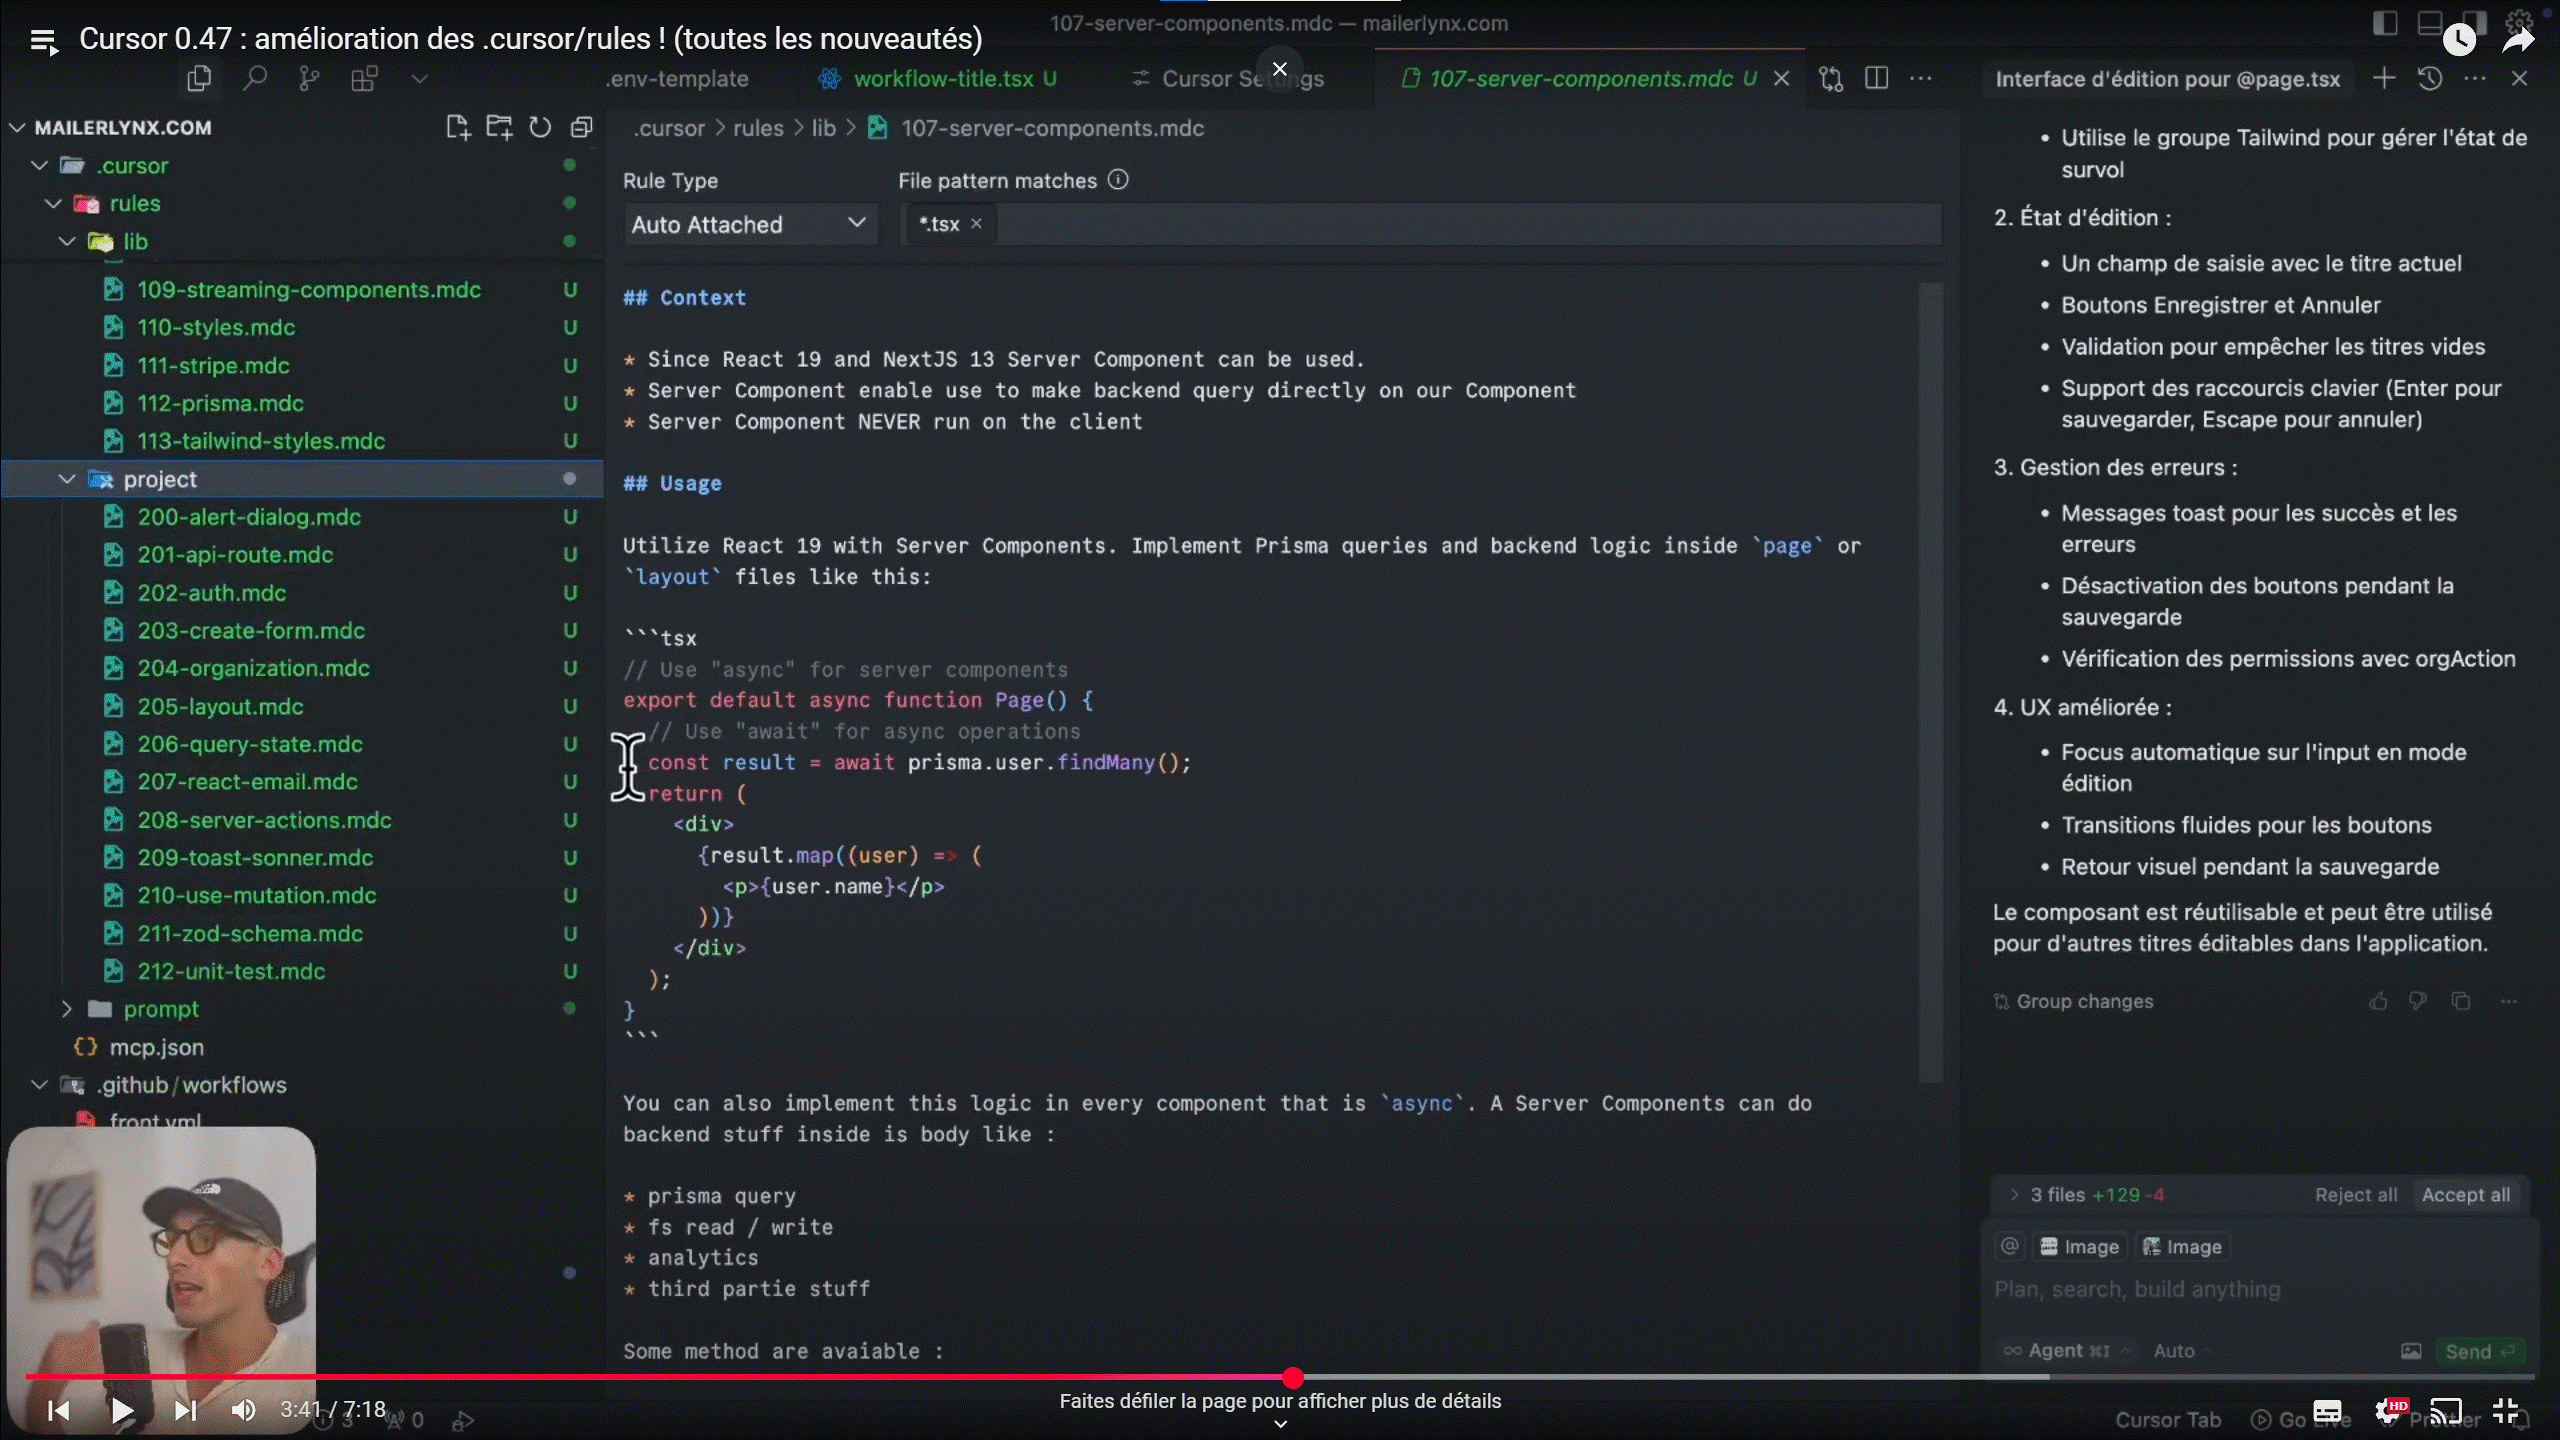 Cursor 0.47 : amélioration des .cursor/rules ! (toutes les nouveautés)
107-server-components.mdc — mailerlynx.com
.env-template
workflow-title.tsx U
Cursor Settings
107-server-components.mdc U
Interface d'édition pour @page.tsx
MAILERLYNX.COM
.cursor
rules
lib
109-streaming-components.mdc U
110-styles.mdc U
111-stripe.mdc U
112-prisma.mdc U
113-tailwind-styles.mdc U
project
200-alert-dialog.mdc U
201-api-route.mdc U
202-auth.mdc U
203-create-form.mdc U
204-organization.mdc U
205-layout.mdc U
206-query-state.mdc U
207-react-email.mdc U
208-server-actions.mdc U
209-toast-sonner.mdc U
210-use-mutation.mdc U
211-zod-schema.mdc U
212-unit-test.mdc U
prompt
mcp.json
.github/workflows
front.yml
.cursor > rules > lib > 107-server-components.mdc
Rule Type
File pattern matches
Auto Attached
*.tsx
## Context
* Since React 19 and NextJS 13 Server Component can be used.
* Server Component enable use to make backend query directly on our Component
* Server Component NEVER run on the client
## Usage
Utilize React 19 with Server Components. Implement Prisma queries and backend logic inside `page` or
`layout` files like this:
```tsx
// Use "async" for server components
export default async function Page() {
// Use "await" for async operations
const result = await prisma.user.findMany();
return (
<div>
{result.map((user) => (
<p>{user.name}</p>
))}
</div>
);
}
```
You can also implement this logic in every component that is `async`. A Server Components can do
backend stuff inside is body like :
* prisma query
* fs read / write
* analytics
* third partie stuff
Some method are avaiable :
• Utilise le groupe Tailwind pour gérer l'état de
survol
2. État d'édition :
• Un champ de saisie avec le titre actuel
• Boutons Enregistrer et Annuler
• Validation pour empêcher les titres vides
• Support des raccourcis clavier (Enter pour
sauvegarder, Escape pour annuler)
3. Gestion des erreurs :
• Messages toast pour les succès et les
erreurs
• Désactivation des boutons pendant la
sauvegarde
• Vérification des permissions avec orgAction
4. UX améliorée :
• Focus automatique sur l'input en mode
édition
• Transitions fluides pour les boutons
• Retour visuel pendant la sauvegarde
Le composant est réutilisable et peut être utilisé
pour d'autres titres éditables dans l'application.
Group changes
3 files +129 -4
Reject all
Accept all
@ Image Image
Plan, search, build anything
∞ Agent ⌘I
Auto
Send
3:41 / 7:18
3
0
Faites défiler la page pour afficher plus de détails
Cursor Tab
Go Live
HD
Prettier